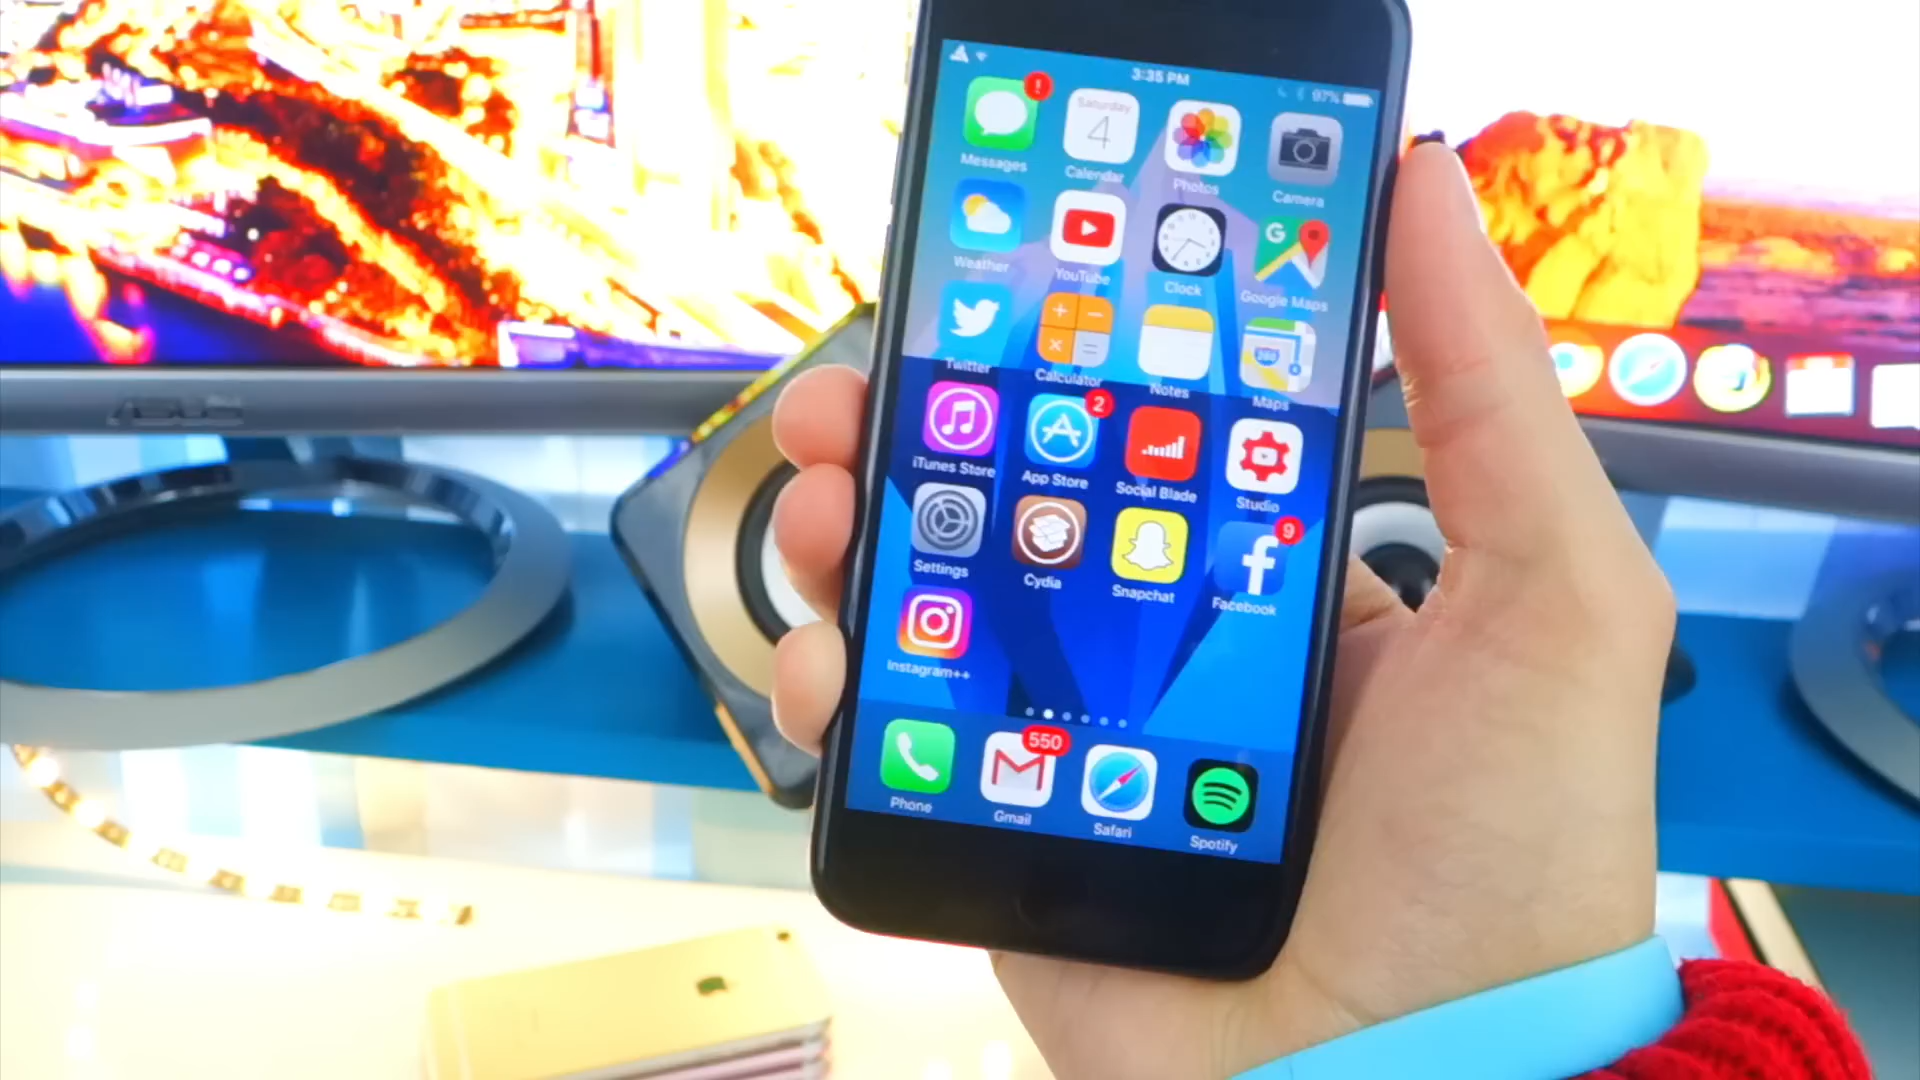 3:35 PM
97%
!
Saturday
4
Messages
Calendar
Photos
Camera
G
Weather
YouTube
Clock
Google Maps
280
Twitter
Calculator
Notes
Maps
2
iTunes Store
App Store
Social Blade
Studio
9
Settings
Cydia
Snapchat
Facebook
Instagram++
550
Phone
Gmail
Safari
Spotify
ASUS